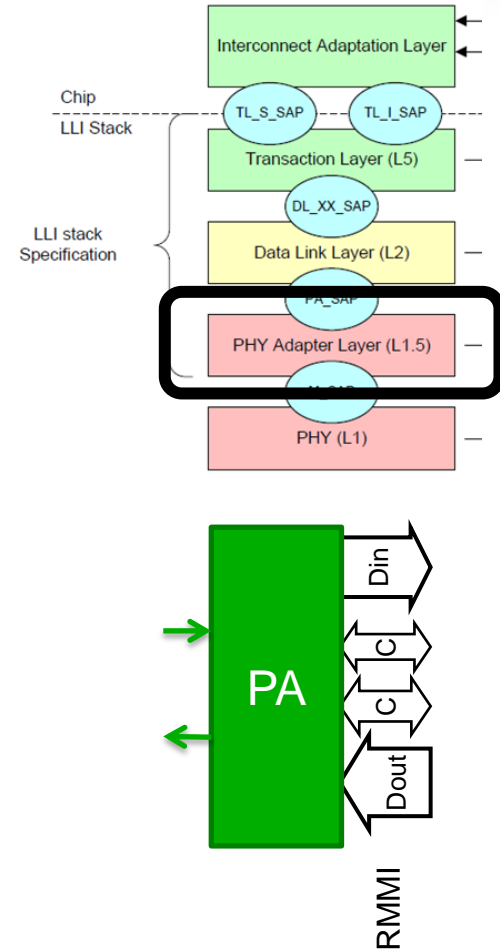 Interconnect Adaptation Layer
Chip
TL_S_SAP
TL_I_SAP
LLI Stack
Transaction Layer (L5)
DL_XX_SAP
LLI stack
Specification
Data Link Layer (L2)
PA_SAP
PHY Adapter Layer (L1.5)
PHY (L1)
Din
C
PA
C
Dout
RMMI